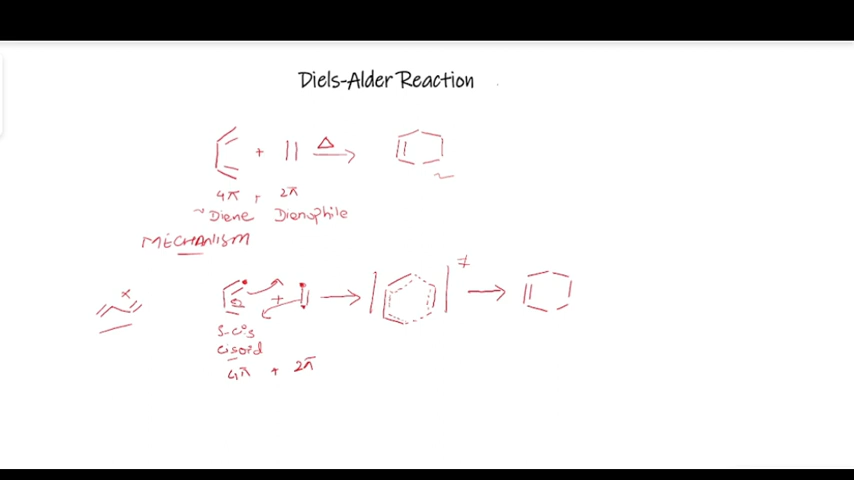 Diels-Alder Reaction
+ Δ
4π + 2π
Diene Dienophile
MECHANISM
x + ≠
s-cis
cisoid
4π + 2π